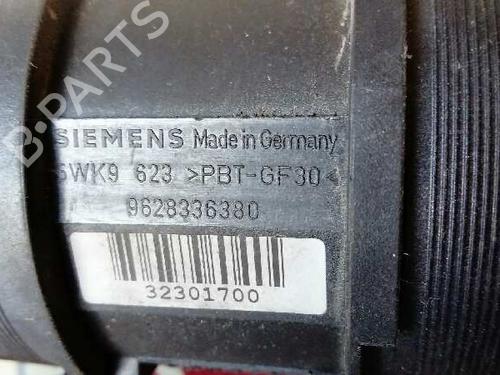 B-PARTS
SIEMENS Made in Germany
5WK9 623 >PBT-GF30<
9628336380
32301700